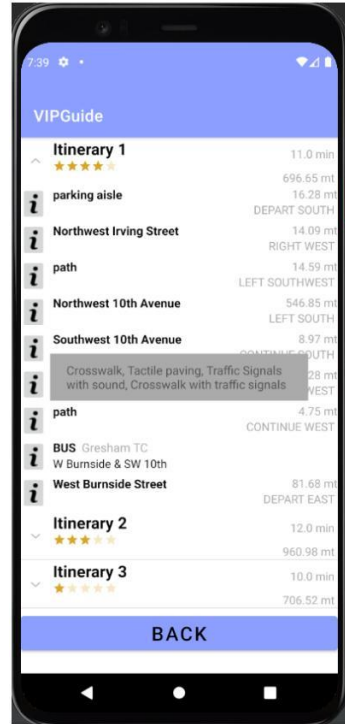 7:39
VIPGuide
Itinerary 1
11.0 min
696.65 mt
parking aisle
16.28 mt
DEPART SOUTH
Northwest Irving Street
14.09 mt
RIGHT WEST
path
14.59 mt
LEFT SOUTHWEST
Northwest 10th Avenue
546.85 mt
LEFT SOUTH
Southwest 10th Avenue
8.97 mt
Crosswalk, Tactile paving, Traffic Signals
with sound, Crosswalk with traffic signals
path
4.75 mt
CONTINUE WEST
BUS Gresham TC
W Burnside & SW 10th
West Burnside Street
81.68 mt
DEPART EAST
Itinerary 2
12.0 min
960.98 mt
Itinerary 3
10.0 min
706.52 mt
BACK